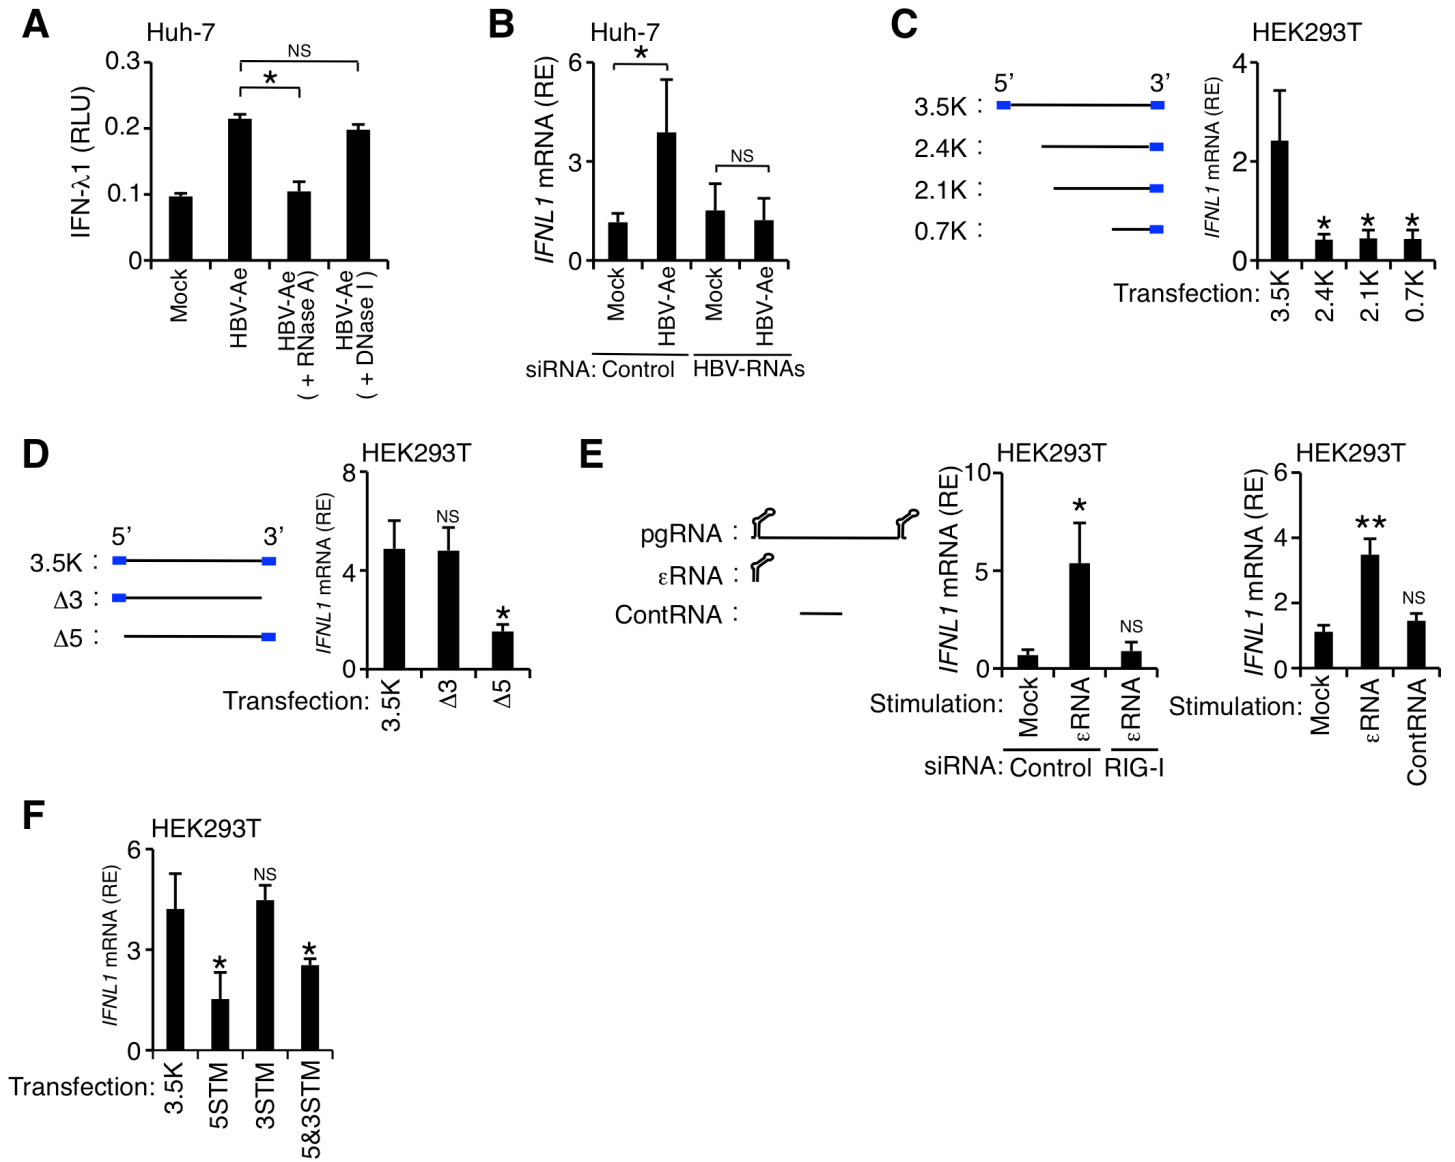 A
Huh-7
IFN-λ1 (RLU)
0.3
0.2
0.1
0
NS
*
Mock
HBV-Ae
HBV-Ae
( + RNase A)
HBV-Ae
( + DNase I )
B
Huh-7
IFNL1 mRNA (RE)
6
3
0
*
NS
Mock
HBV-Ae
Mock
HBV-Ae
siRNA: Control HBV-RNAs
C
5’ 3’
3.5K :
2.4K :
2.1K :
0.7K :
HEK293T
IFNL1 mRNA (RE)
4
2
0
* * *
Transfection: 3.5K 2.4K 2.1K 0.7K
D
5’ 3’
3.5K :
Δ3 :
Δ5 :
HEK293T
IFNL1 mRNA (RE)
8
4
0
NS
*
Transfection: 3.5K Δ3 Δ5
E
pgRNA :
εRNA :
ContRNA :
HEK293T
IFNL1 mRNA (RE)
10
5
0
*
NS
Stimulation: Mock εRNA εRNA
siRNA: Control RIG-I
HEK293T
IFNL1 mRNA (RE)
6
4
2
0
**
NS
Stimulation: Mock εRNA ContRNA
F
HEK293T
IFNL1 mRNA (RE)
6
3
0
*
NS
*
Transfection: 3.5K 5STM 3STM 5&3STM